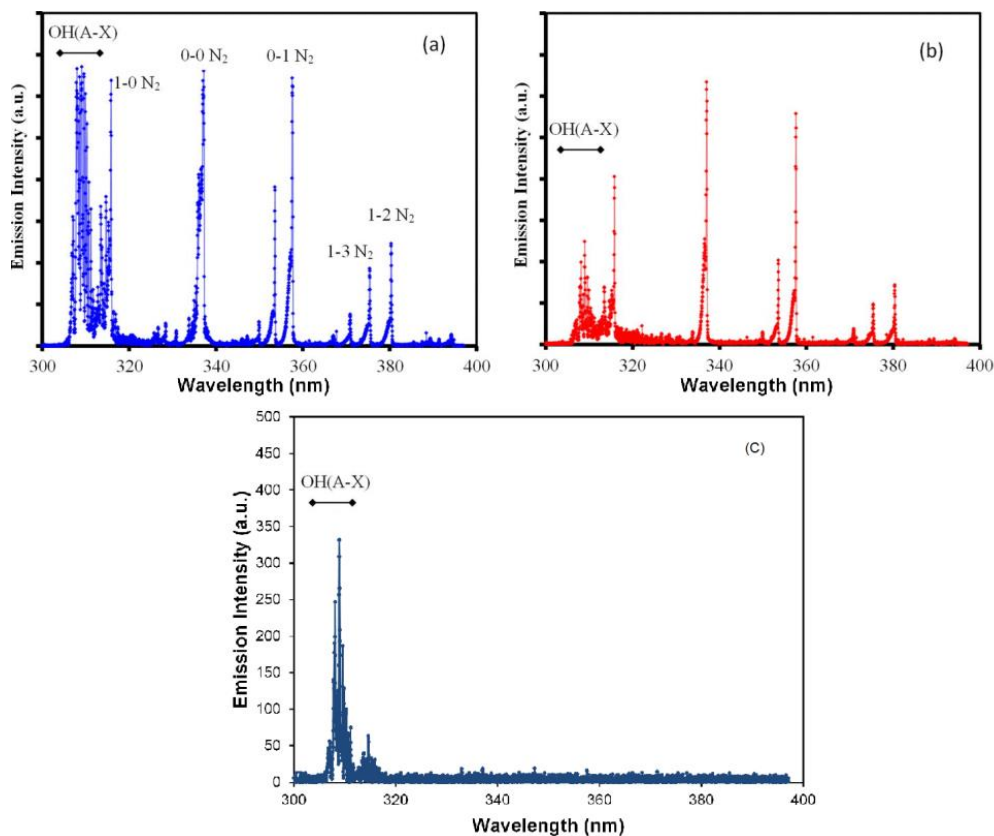 OH(A-X)
(a)
1-0 N₂
0-0 N₂
0-1 N₂
1-3 N₂
1-2 N₂
Emission Intensity (a.u.)
300 320 340 360 380 400
Wavelength (nm)
(b)
OH(A-X)
Emission Intensity (a.u.)
300 320 340 360 380 400
Wavelength (nm)
(C)
OH(A-X)
Emission Intensity (a.u.)
500
450
400
350
300
250
200
150
100
50
0
300 320 340 360 380 400
Wavelength (nm)